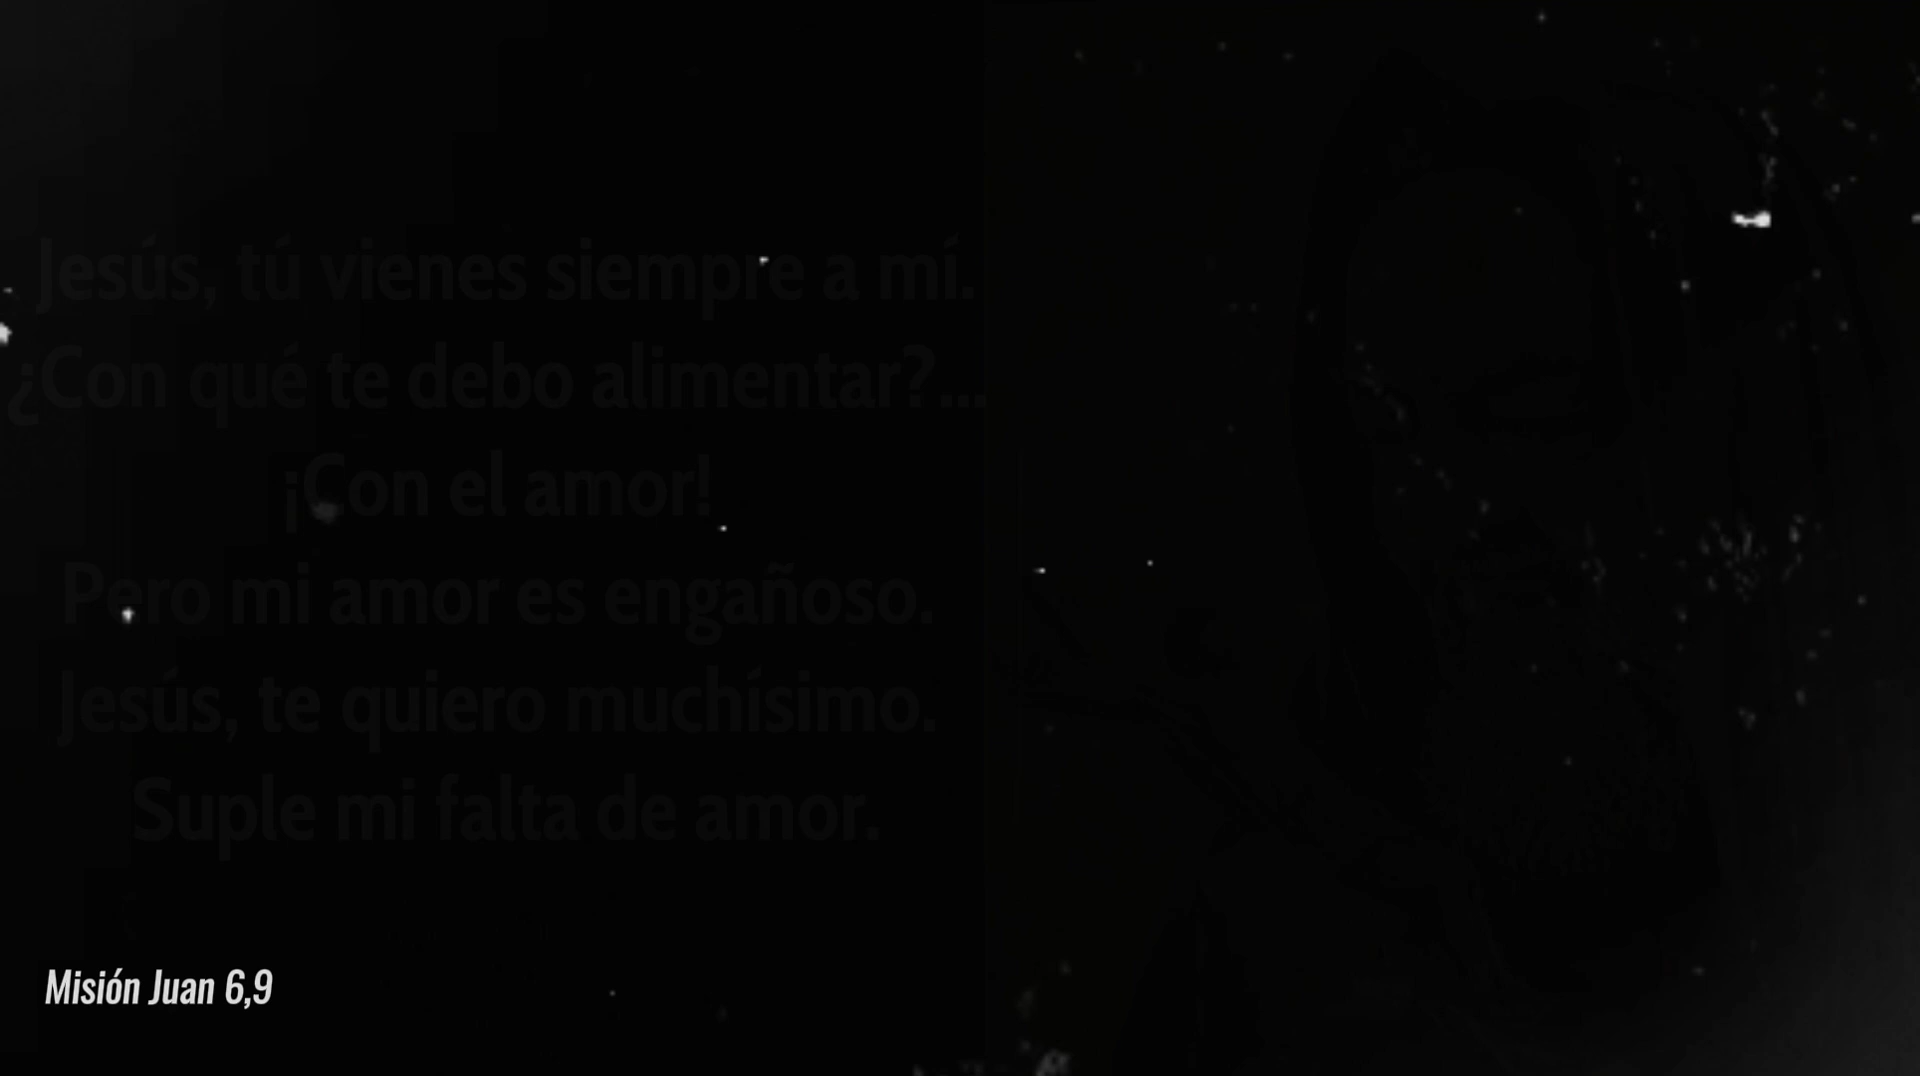 Jesús, tú vienes siempre a mí.
¿Con qué te debo alimentar?...
¡Con el amor!
Pero mi amor es engañoso.
Jesús, te quiero muchísimo.
Suple mi falta de amor.
Misión Juan 6,9